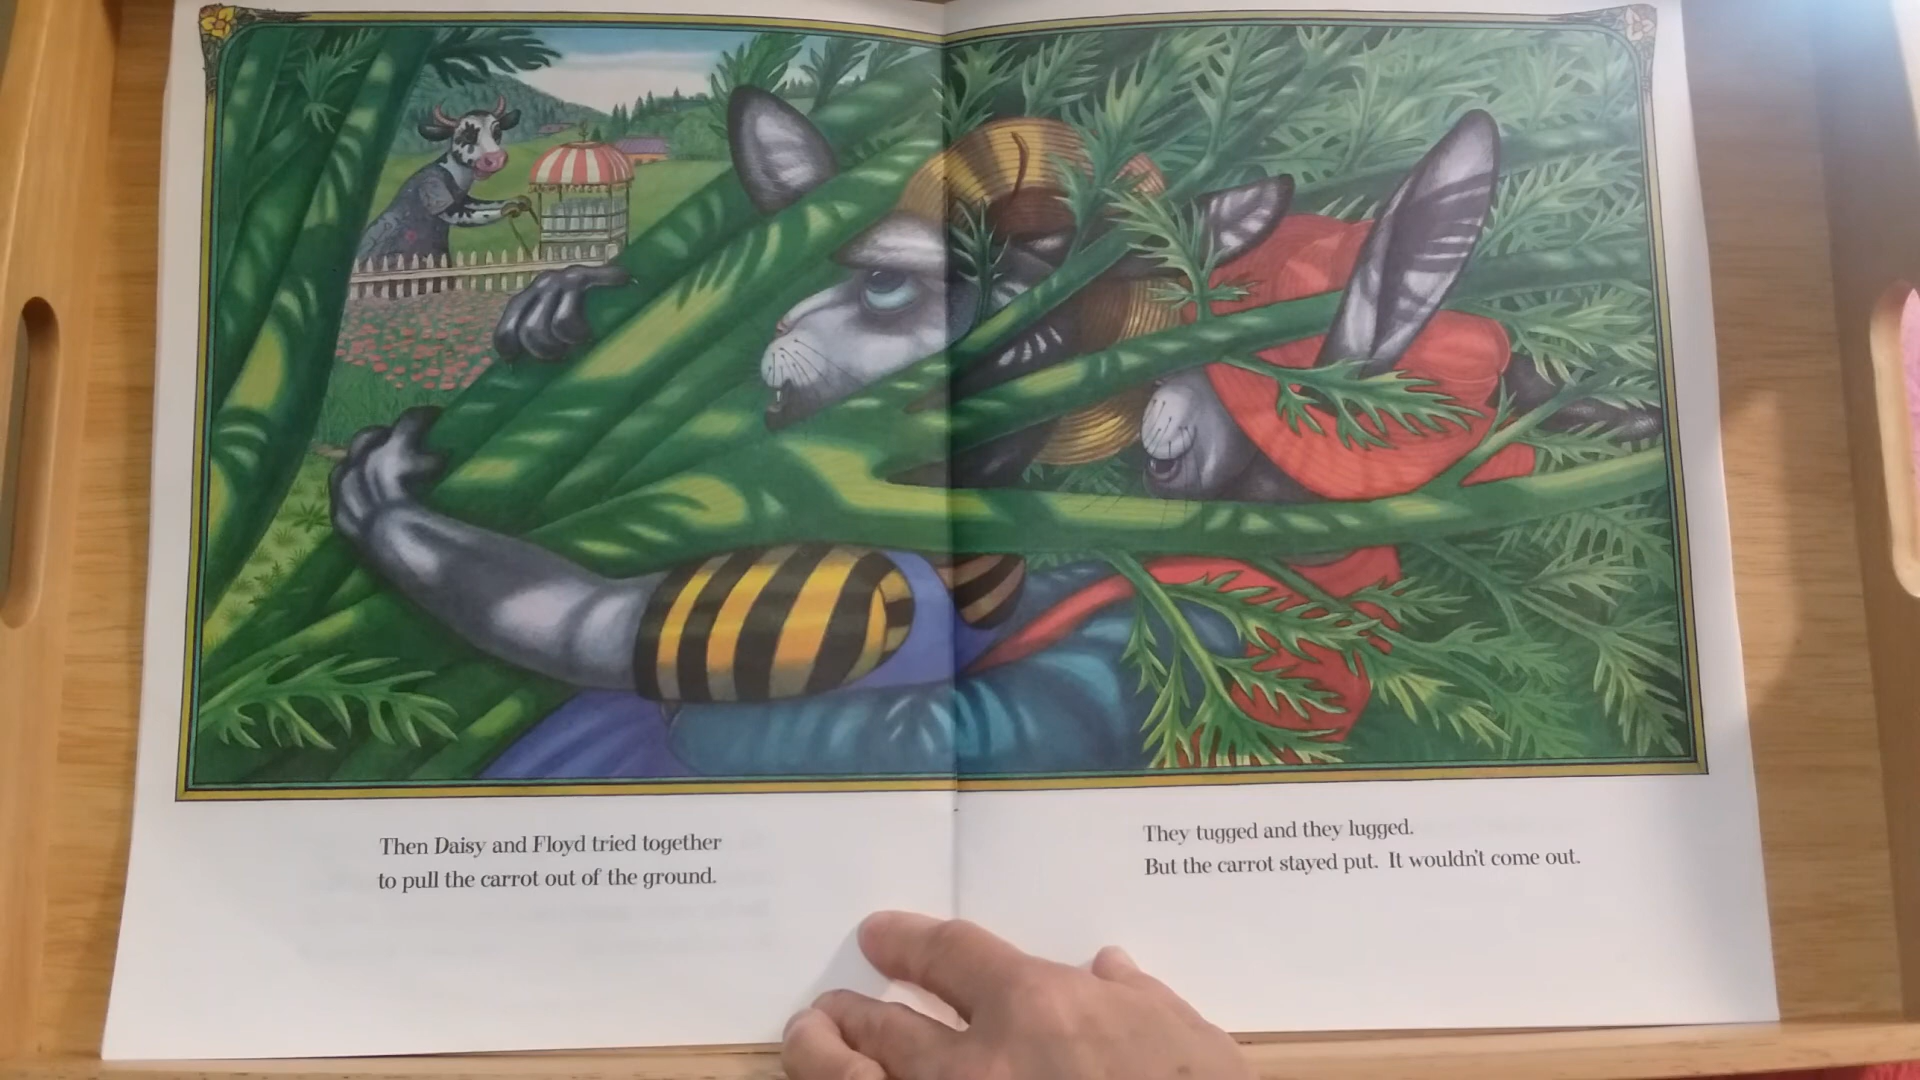 Then Daisy and Floyd tried together
to pull the carrot out of the ground.
They tugged and they lugged.
But the carrot stayed put. It wouldn't come out.